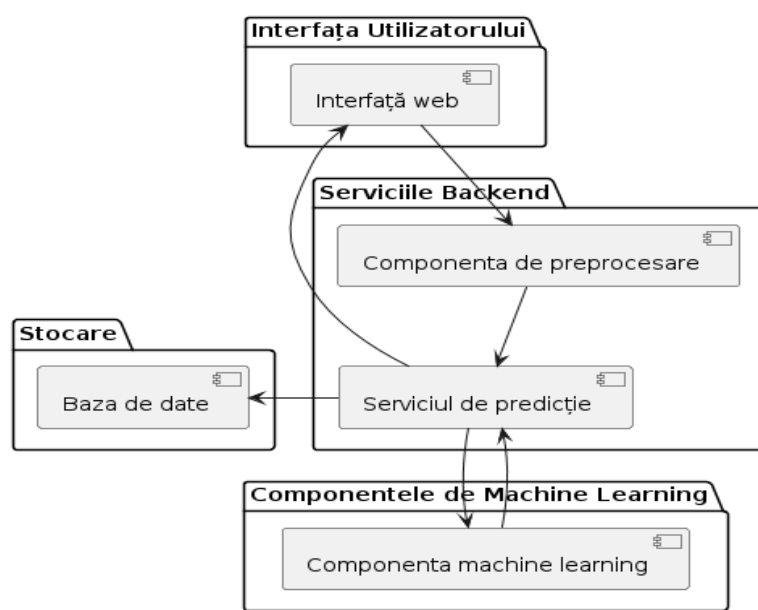 Interfața Utilizatorului
Interfață web
Serviciile Backend
Componenta de preprocesare
Stocare
Baza de date
Serviciul de predicție
Componentele de Machine Learning
Componenta machine learning